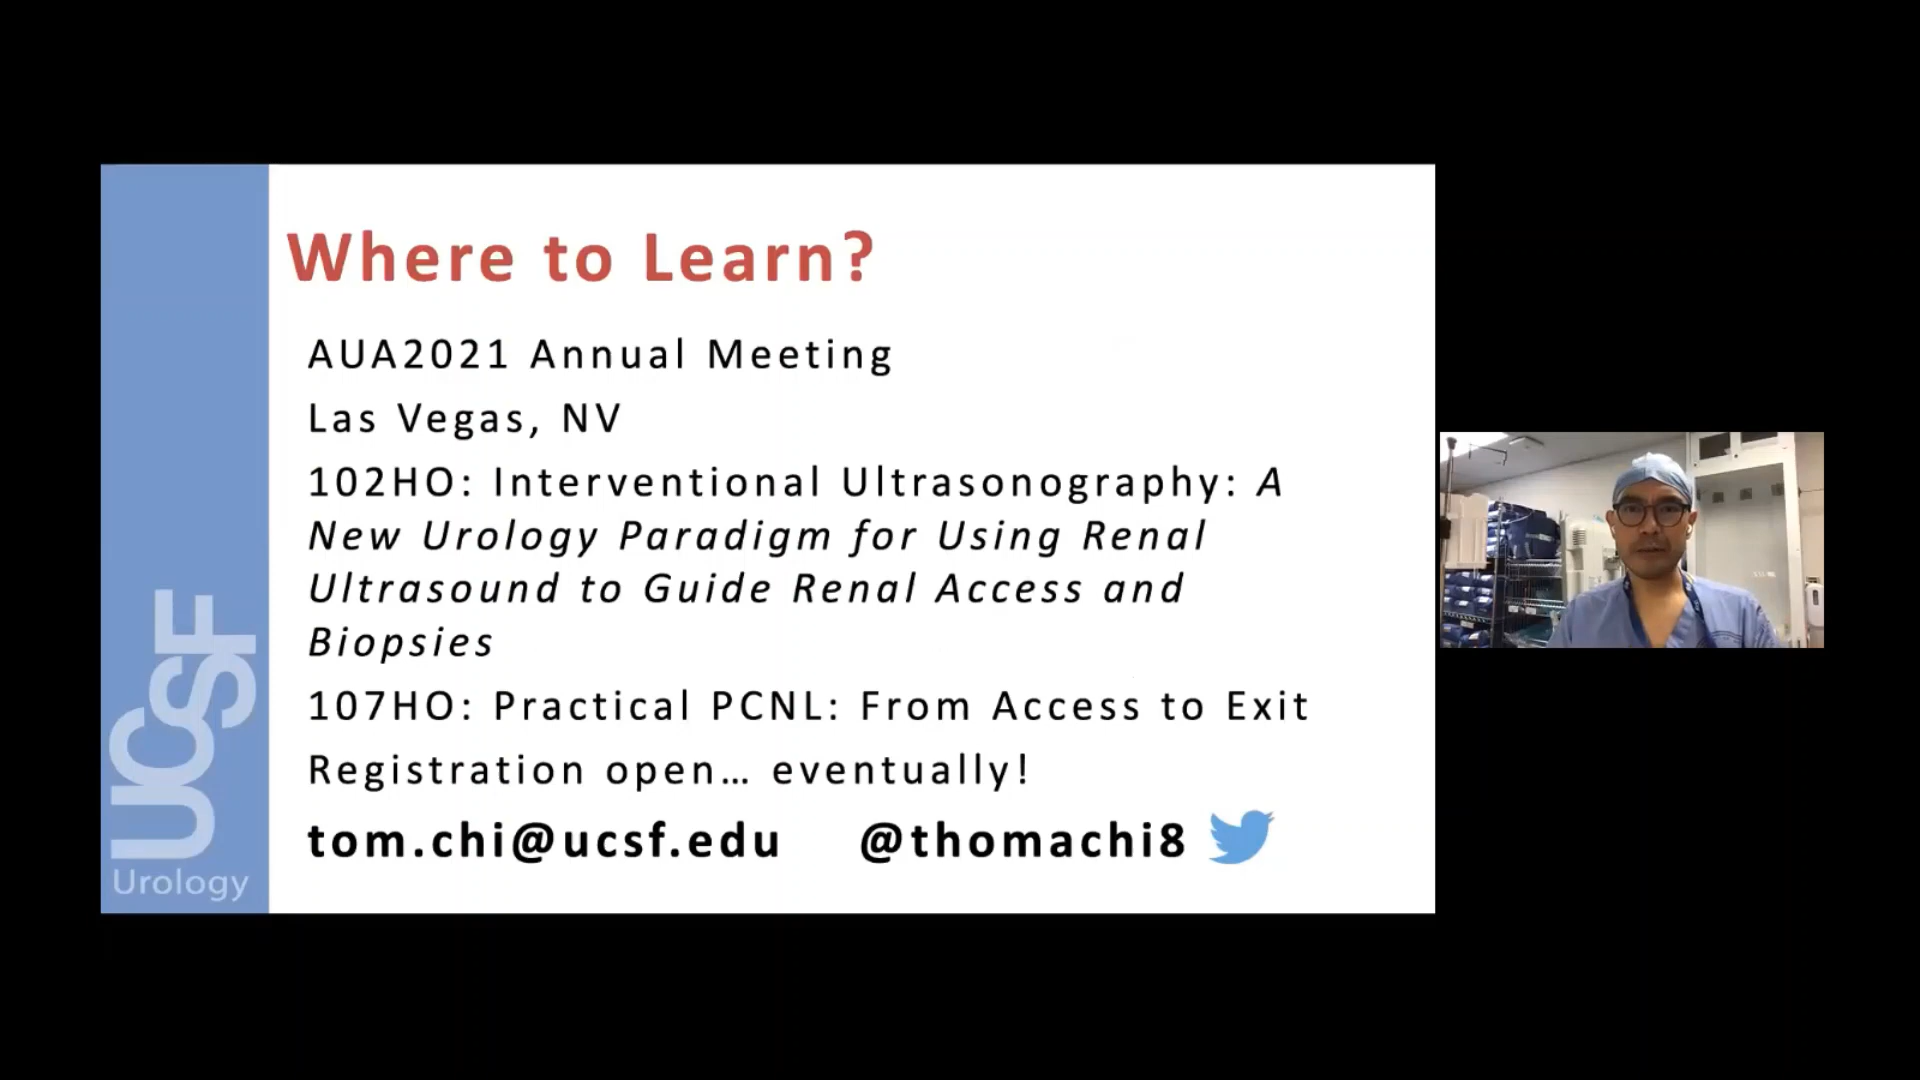 Where to Learn?
AUA2021 Annual Meeting
Las Vegas, NV
102HO: Interventional Ultrasonography: A
New Urology Paradigm for Using Renal
Ultrasound to Guide Renal Access and
Biopsies
107HO: Practical PCNL: From Access to Exit
Registration open… eventually!
tom.chi@ucsf.edu @thomachi8
UCSF
Urology